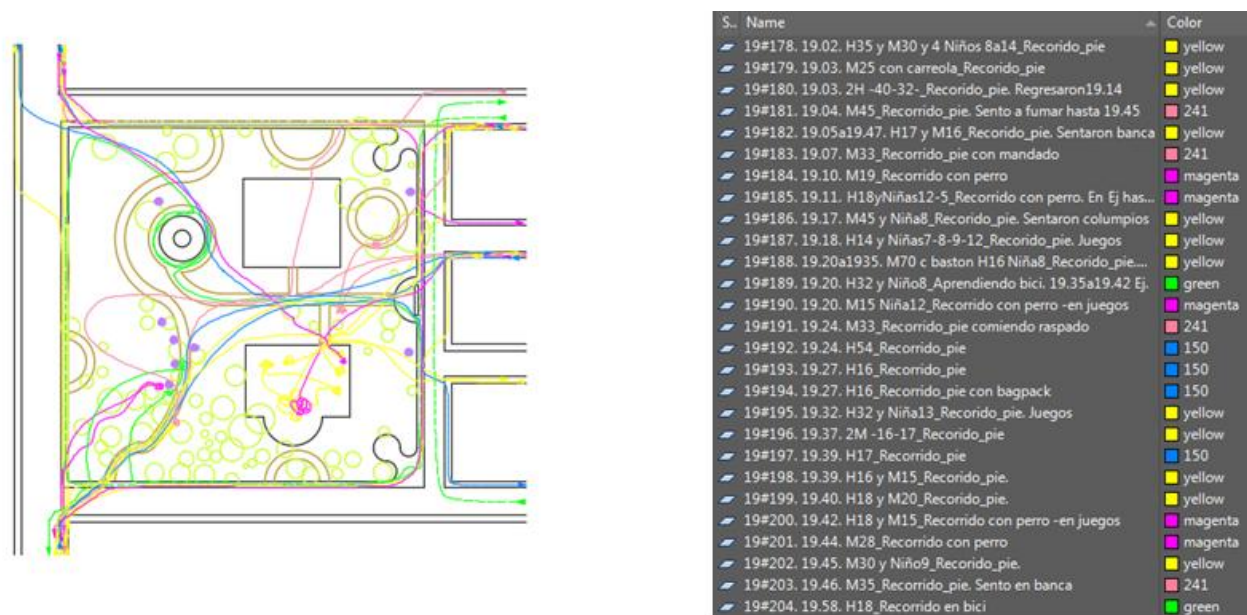 S.. Name Color
19#178. 19.02. H35 y M30 y 4 Niños 8a14_Recorido_pie yellow
19#179. 19.03. M25 con carreola_Recorido_pie yellow
19#180. 19.03. 2H -40-32-_Recorido_pie. Regresaron19.14 yellow
19#181. 19.04. M45_Recorrido_pie. Sento a fumar hasta 19.45 241
19#182. 19.05a19.47. H17 y M16_Recorido_pie. Sentaron banca yellow
19#183. 19.07. M33_Recorrido_pie con mandado 241
19#184. 19.10. M19_Recorrido con perro magenta
19#185. 19.11. H18yNiñas12-5_Recorrido con perro. En Ej has... magenta
19#186. 19.17. M45 y Niña8_Recorido_pie. Sentaron columpios yellow
19#187. 19.18. H14 y Niñas7-8-9-12_Recorido_pie. Juegos yellow
19#188. 19.20a1935. M70 c baston H16 Niña8_Recorido_pie.... yellow
19#189. 19.20. H32 y Niño8_Aprendiendo bici. 19.35a19.42 Ej. green
19#190. 19.20. M15 Niña12_Recorrido con perro -en juegos magenta
19#191. 19.24. M33_Recorrido_pie comiendo raspado 241
19#192. 19.24. H54_Recorrido_pie 150
19#193. 19.27. H16_Recorrido_pie 150
19#194. 19.27. H16_Recorrido_pie con bagpack 150
19#195. 19.32. H32 y Niña13_Recorrido_pie. Juegos yellow
19#196. 19.37. 2M -16-17_Recorido_pie yellow
19#197. 19.39. H17_Recorrido_pie 150
19#198. 19.39. H16 y M15_Recorrido_pie. yellow
19#199. 19.40. H18 y M20_Recorrido_pie. yellow
19#200. 19.42. H18 y M15_Recorrido con perro -en juegos magenta
19#201. 19.44. M28_Recorrido con perro magenta
19#202. 19.45. M30 y Niño9_Recorido_pie. yellow
19#203. 19.46. M35_Recorrido_pie. Sento en banca 241
19#204. 19.58. H18_Recorrido en bici green